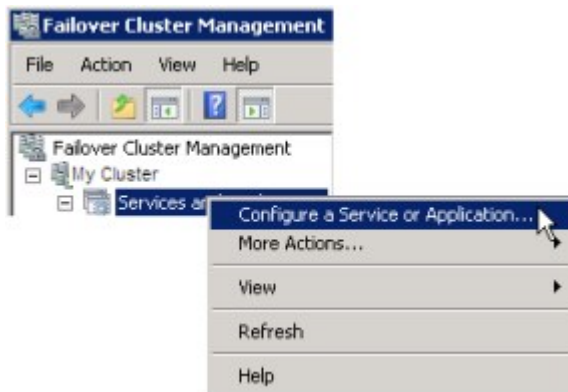 Failover Cluster Management
File Action View Help
Failover Cluster Management
My Cluster
Services a
Configure a Service or Application...
More Actions...
View
Refresh
Help